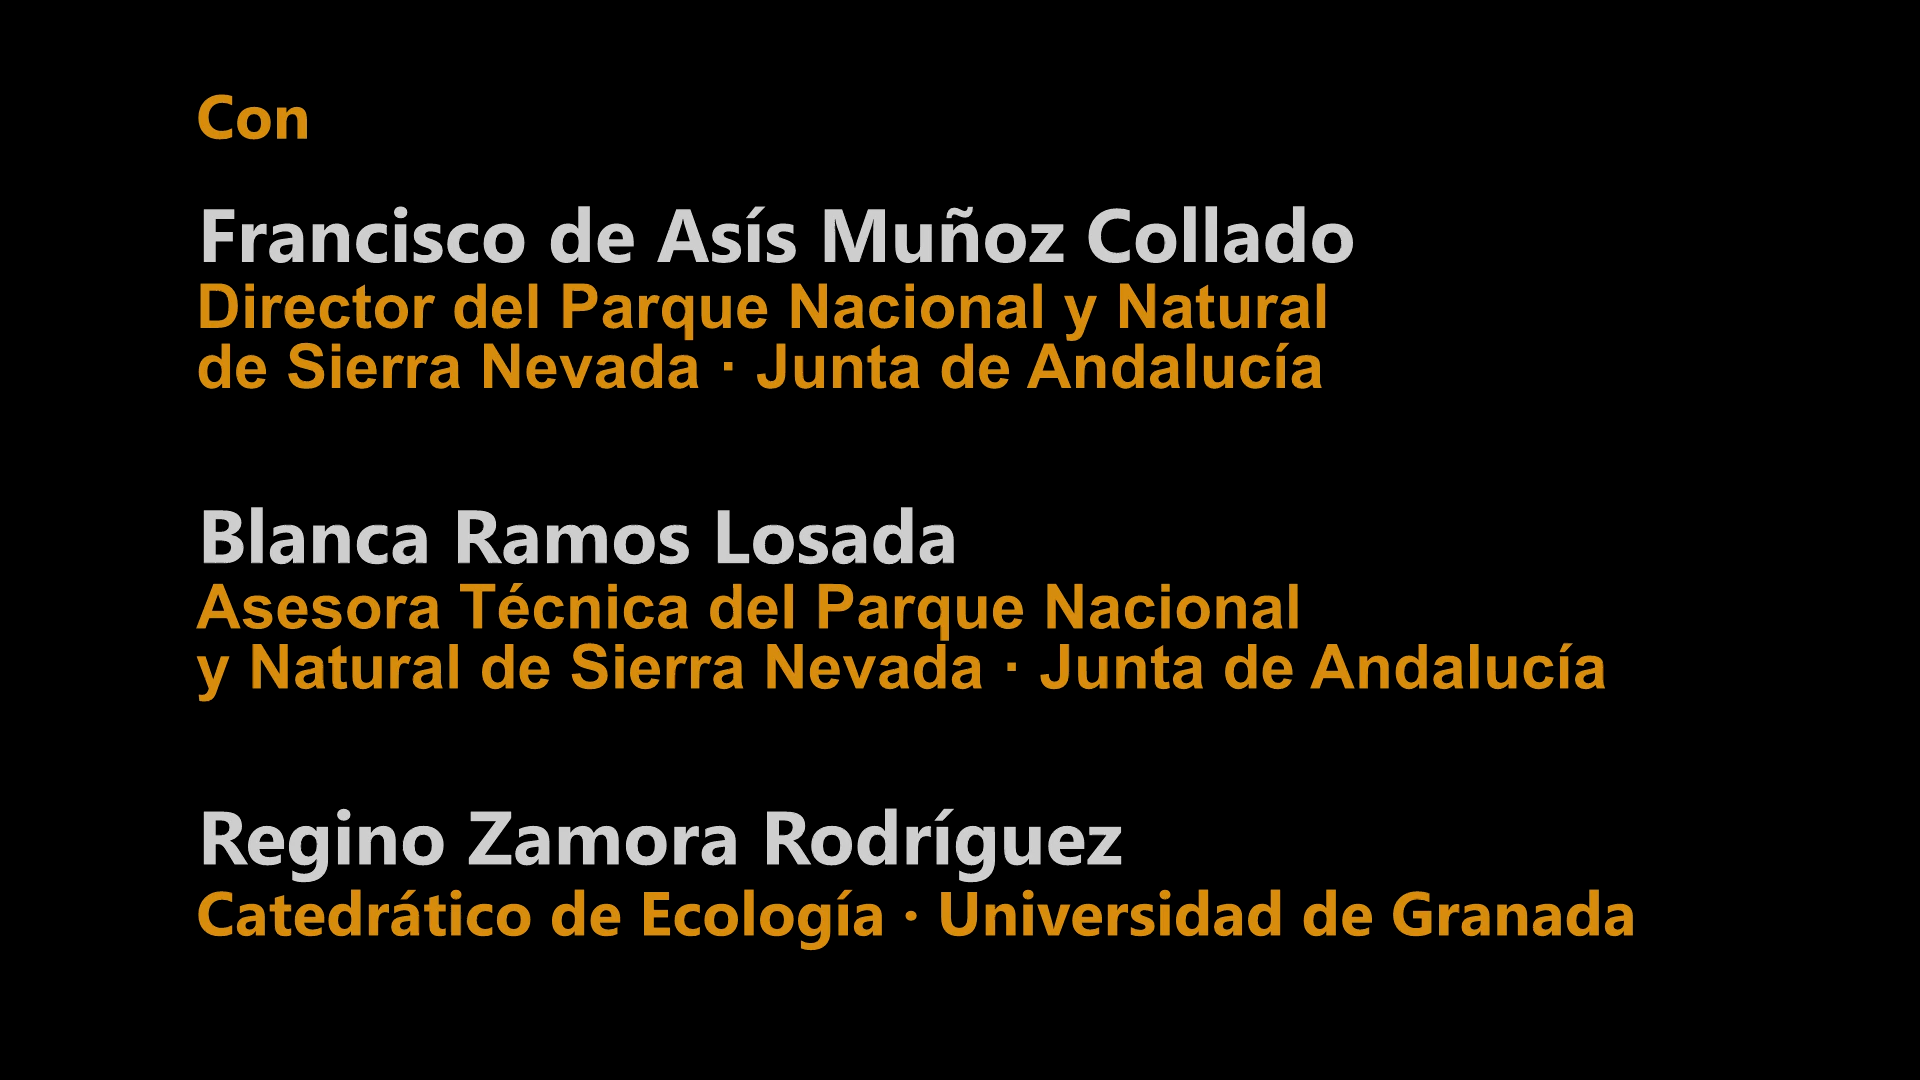 Con
Francisco de Asís Muñoz Collado
Director del Parque Nacional y Natural
de Sierra Nevada · Junta de Andalucía
Blanca Ramos Losada
Asesora Técnica del Parque Nacional
y Natural de Sierra Nevada · Junta de Andalucía
Regino Zamora Rodríguez
Catedrático de Ecología · Universidad de Granada